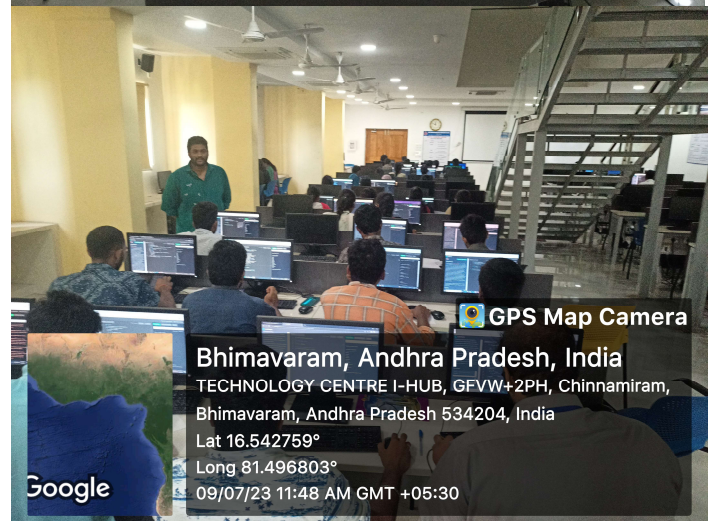 GPS Map Camera
Bhimavaram, Andhra Pradesh, India
TECHNOLOGY CENTRE I-HUB, GFVW+2PH, Chinnamiram,
Bhimavaram, Andhra Pradesh 534204, India
Lat 16.542759°
Long 81.496803°
09/07/23 11:48 AM GMT +05:30
Google